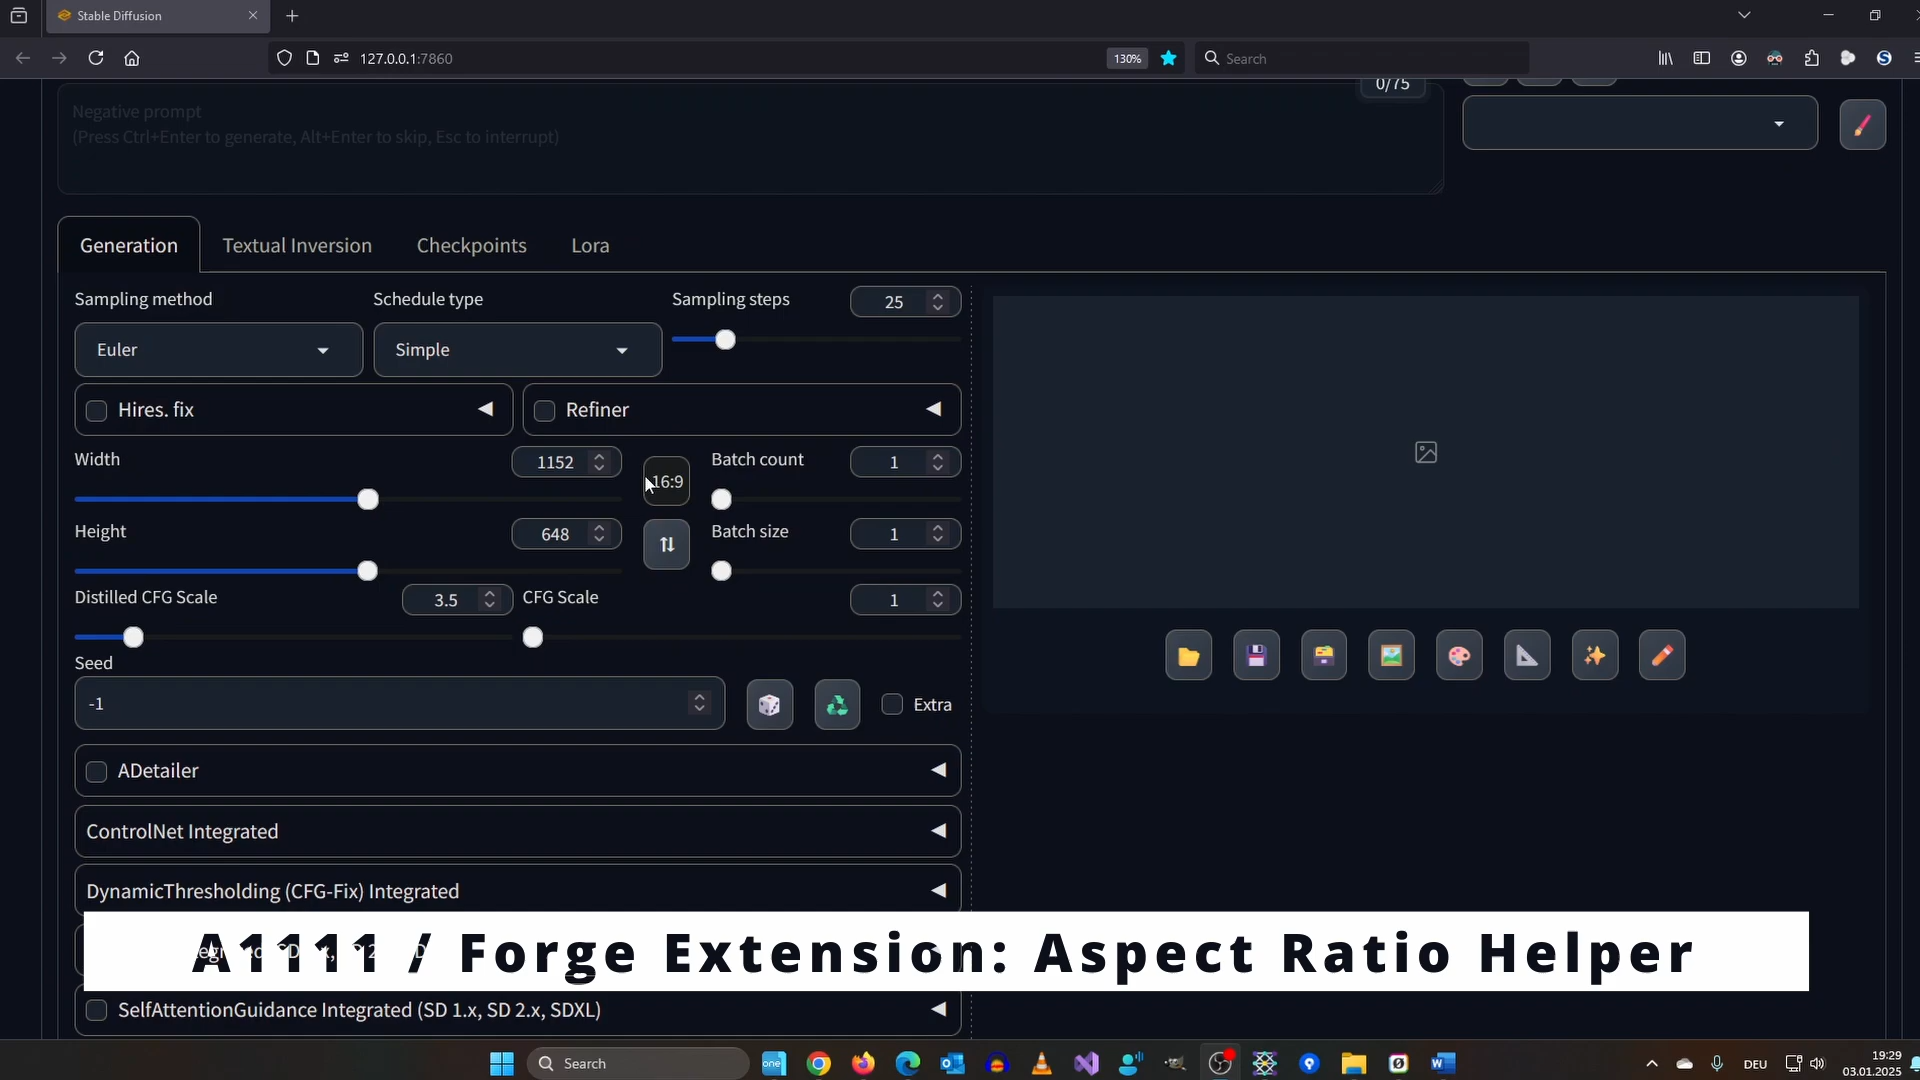 Stable Diffusion
127.0.0.1:7860
130%
Search
0/75
Negative prompt
(Press Ctrl+Enter to generate, Alt+Enter to skip, Esc to interrupt)
Generation Textual Inversion Checkpoints Lora
Sampling method Schedule type Sampling steps 25
Euler Simple
Hires. fix Refiner
Width 1152 16:9 Batch count 1
Height 648 Batch size 1
Distilled CFG Scale 3.5 CFG Scale 1
Seed
-1 Extra
ADetailer
ControlNet Integrated
DynamicThresholding (CFG-Fix) Integrated
A1111 / Forge Extension: Aspect Ratio Helper
SelfAttentionGuidance Integrated (SD 1.x, SD 2.x, SDXL)
Search one DEU 19:29
03.01.2025